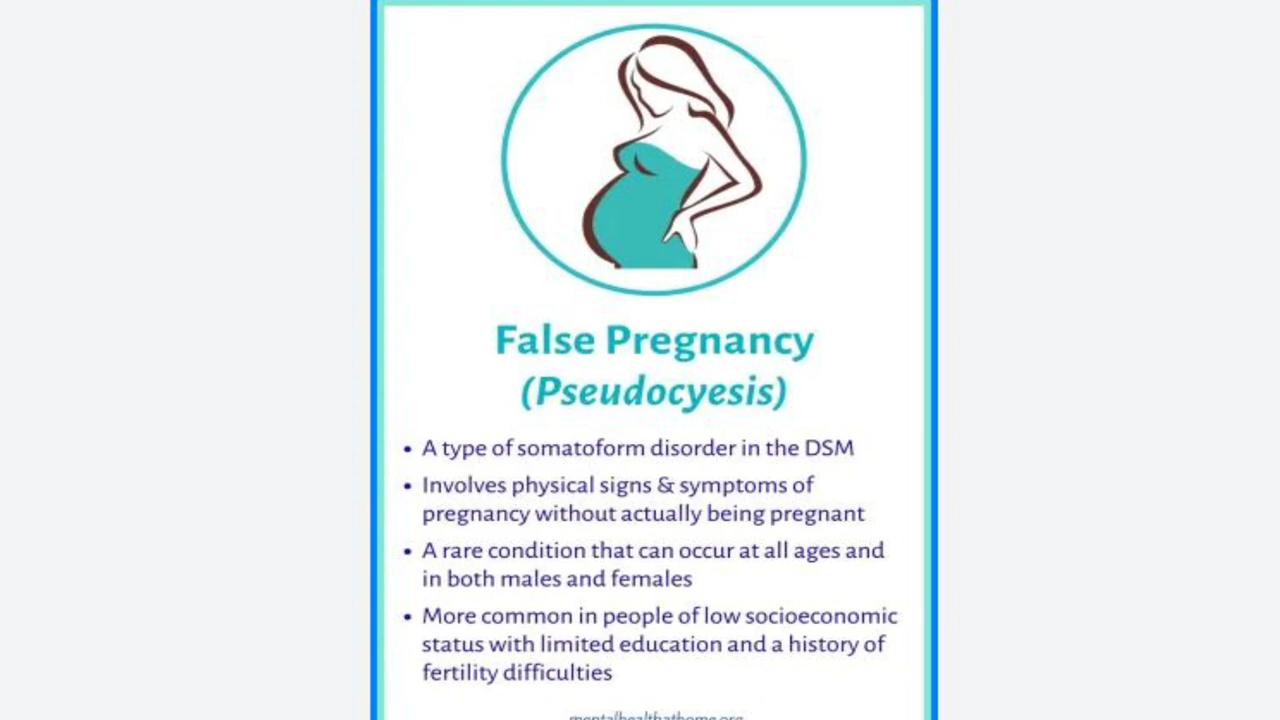 False Pregnancy
(Pseudocyesis)
• A type of somatoform disorder in the DSM
• Involves physical signs & symptoms of
pregnancy without actually being pregnant
• A rare condition that can occur at all ages and
in both males and females
• More common in people of low socioeconomic
status with limited education and a history of
fertility difficulties
mentalhealthathome.org